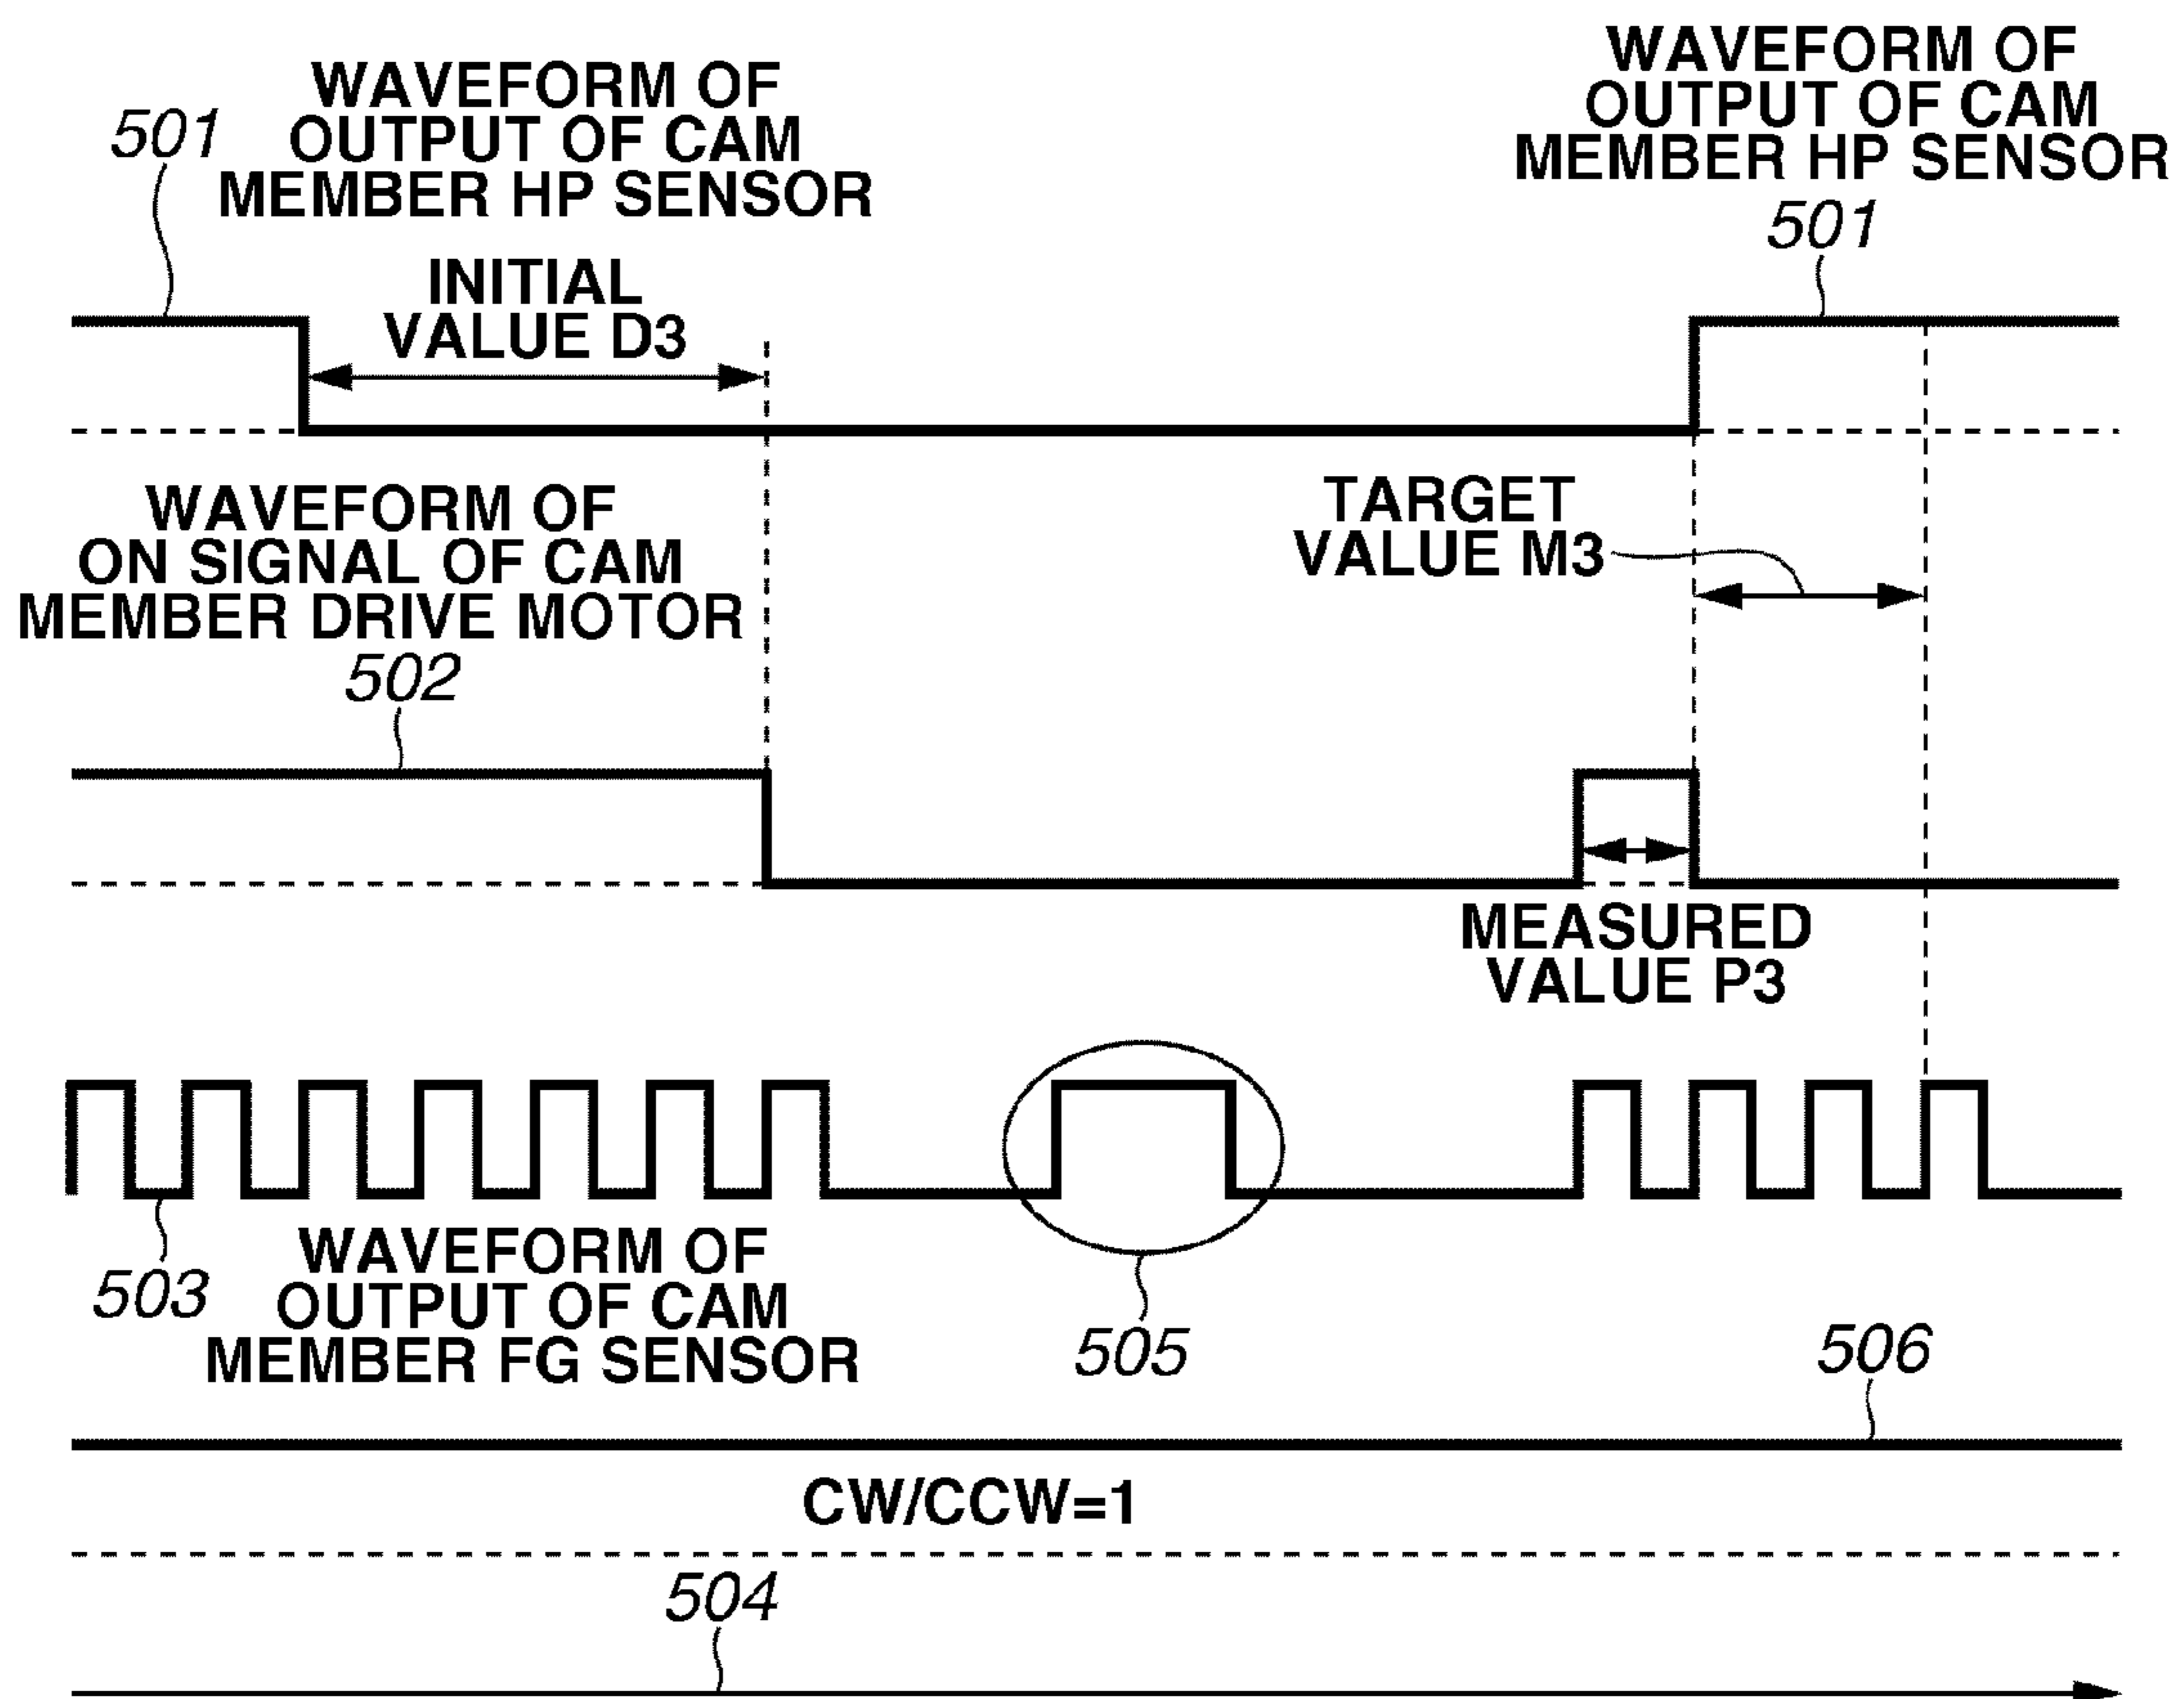 WAVEFORM OF
OUTPUT OF CAM
MEMBER HP SENSOR
501
WAVEFORM OF
OUTPUT OF CAM
MEMBER HP SENSOR
501
INITIAL
VALUE D3
TARGET
VALUE M3
WAVEFORM OF
ON SIGNAL OF CAM
MEMBER DRIVE MOTOR
502
MEASURED
VALUE P3
503
WAVEFORM OF
OUTPUT OF CAM
MEMBER FG SENSOR
505
506
CW/CCW=1
504